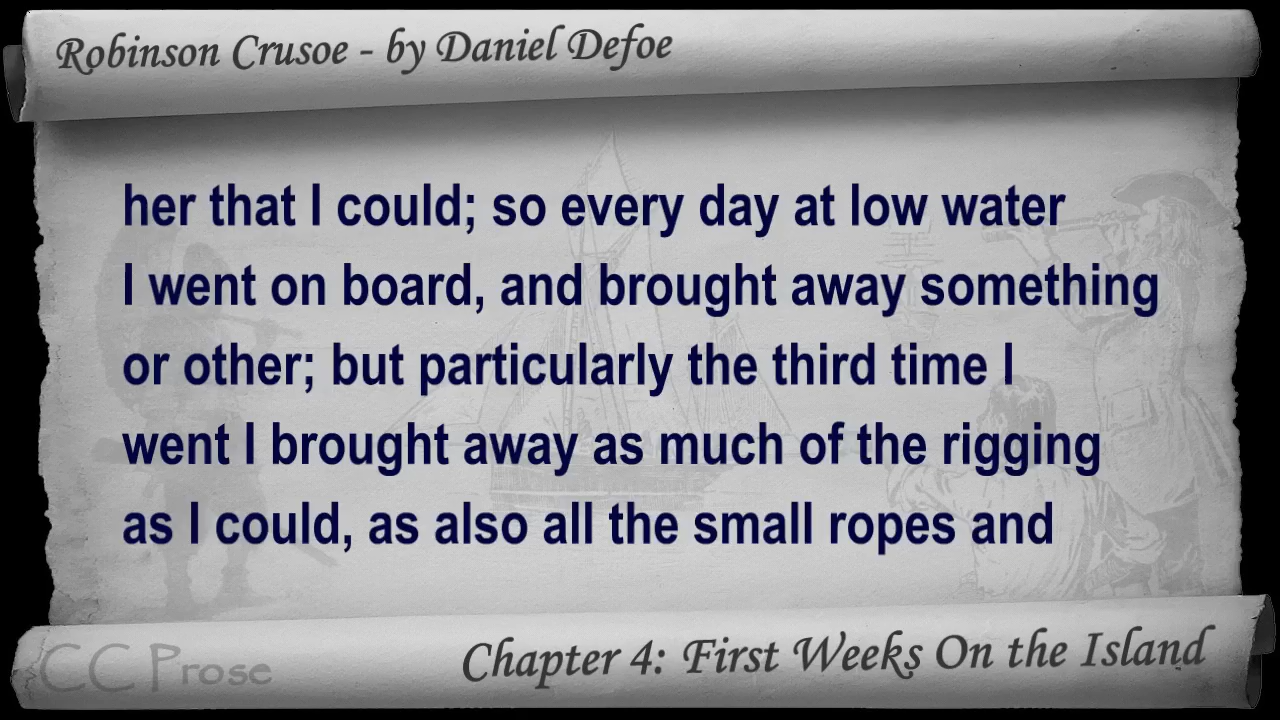 Robinson Crusoe - by Daniel Defoe
her that I could; so every day at low water
I went on board, and brought away something
or other; but particularly the third time I
went I brought away as much of the rigging
as I could, as also all the small ropes and
CC Prose
Chapter 4: First Weeks On the Island